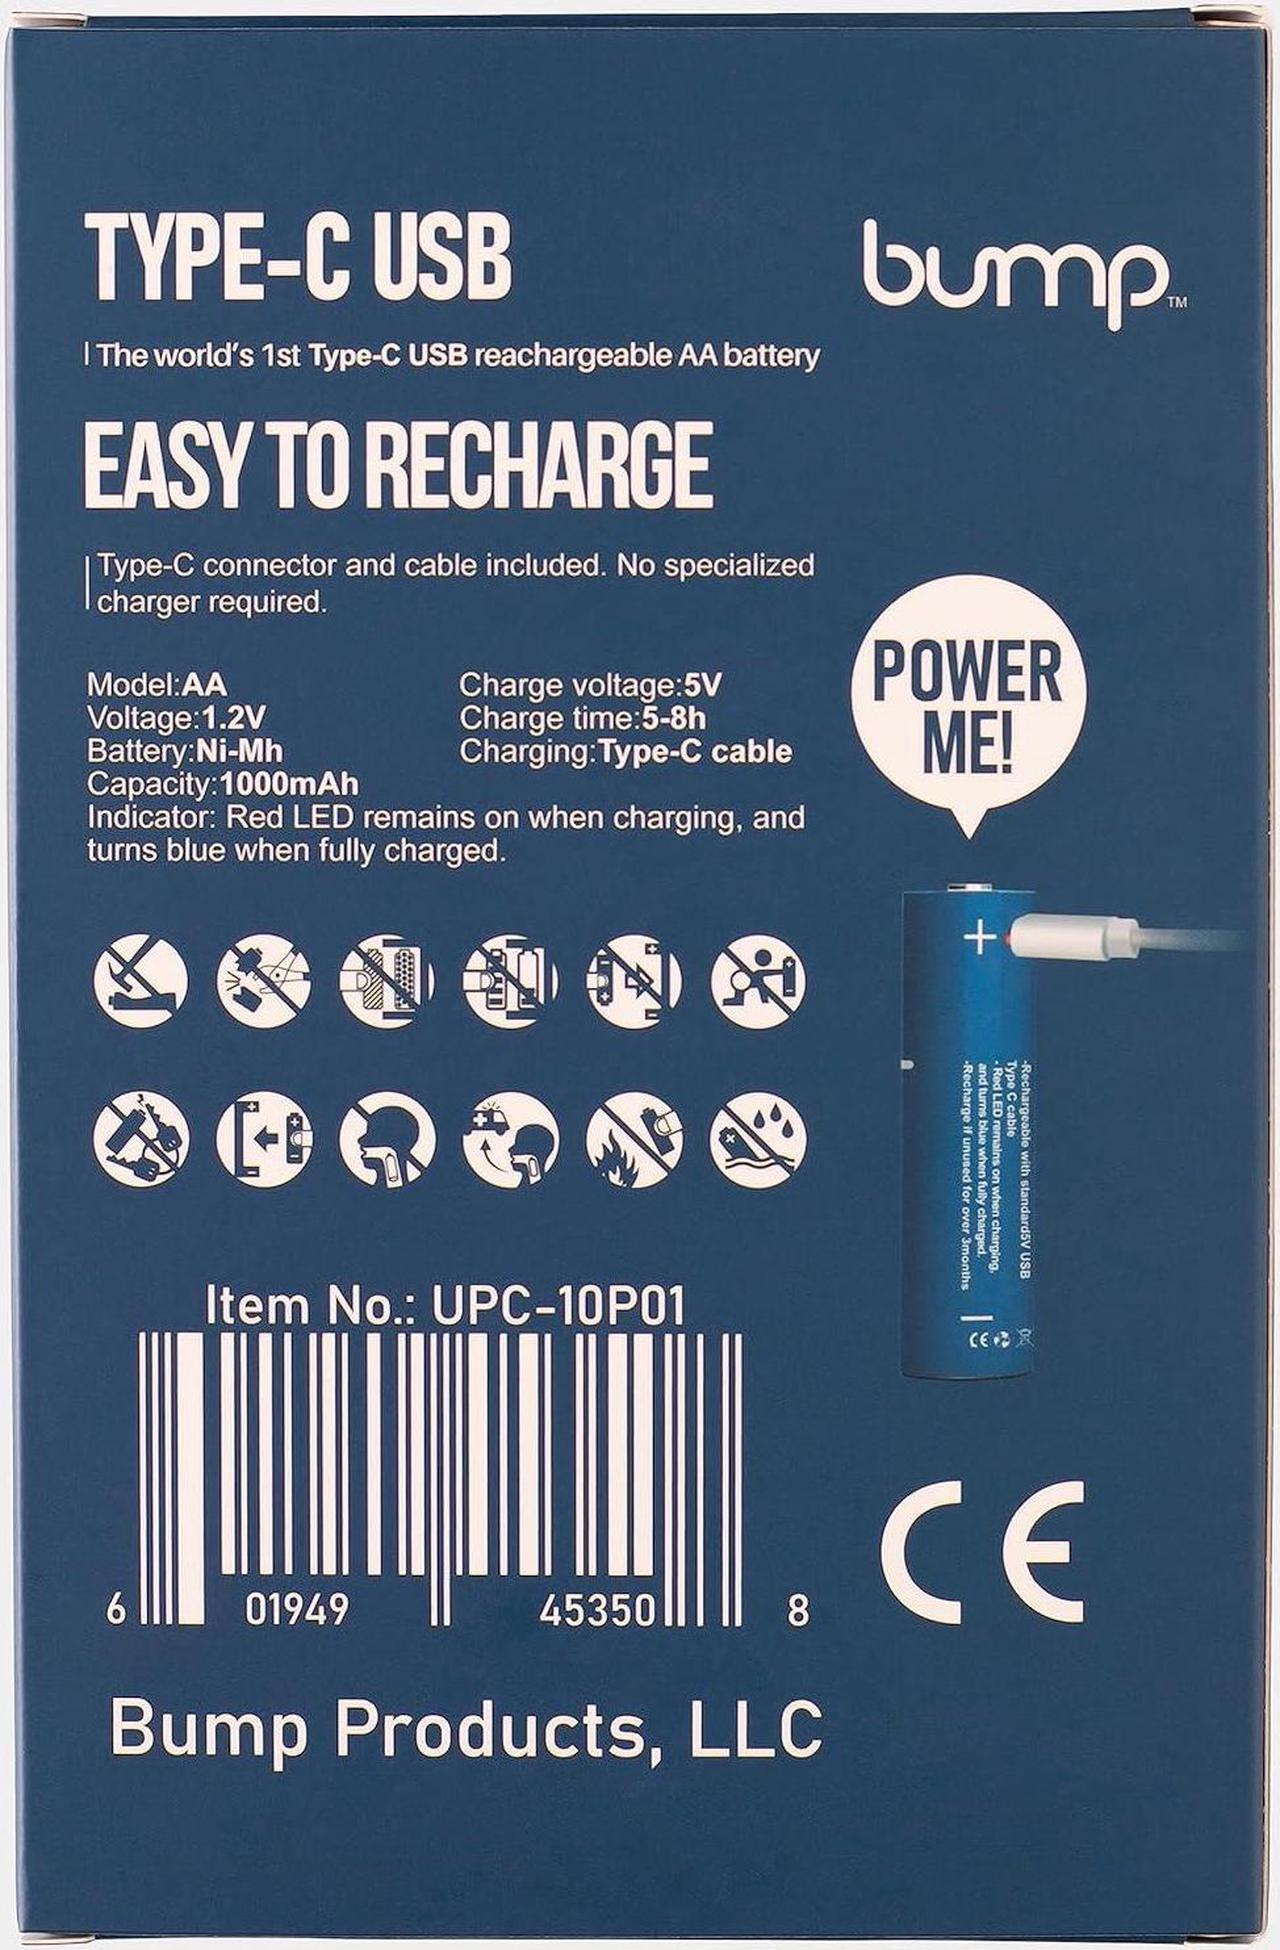 TYPE-C USB
bump
TM
The world's 1st Type-C USB reachargeable AA battery
EASY TO RECHARGE
Type-C connector and cable included. No specialized
charger required.
POWER
ME!
Model:AA
Voltage:1.2V
Battery:Ni-Mh
Capacity:1000mAh
Charge voltage:5V
Charge time:5-8h
Charging:Type-C cable
Indicator: Red LED remains on when charging, and
turns blue when fully charged.
+
-Rechargeable with standard5V USB
Type C cable
- Red LED remains on when charging,
and turns blue when fully charged.
-Recharge if unused for over 3months
CE
Item No.: UPC-10P01
6 01949 45350 8
CE
Bump Products, LLC